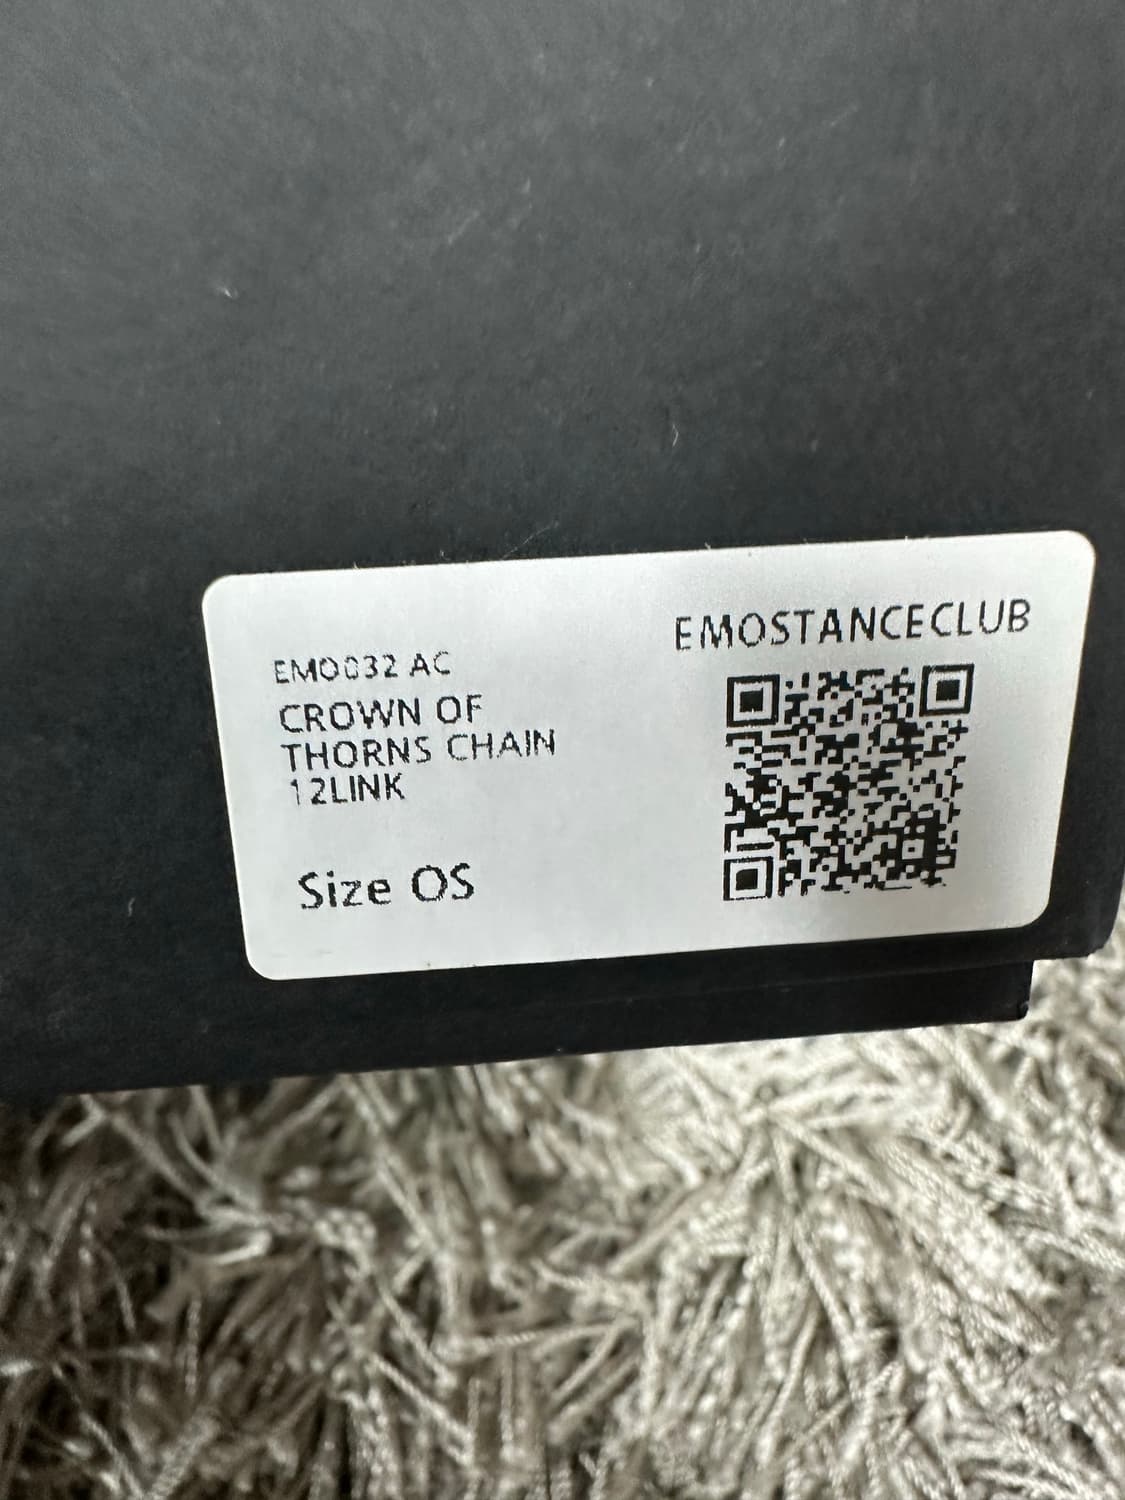 EMOSTANCECLUB
EM0032 AC
CROWN OF
THORNS CHAIN
12LINK
Size OS